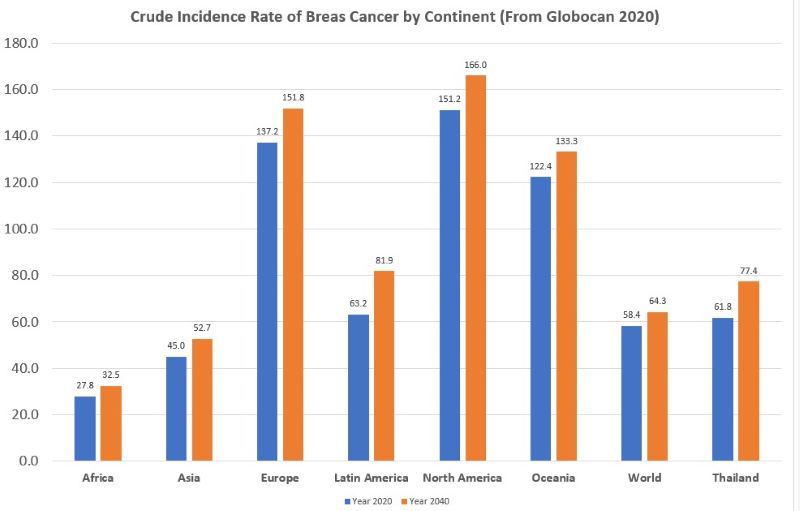 Crude Incidence Rate of Breas Cancer by Continent (From Globocan 2020)
180.0
160.0
140.0
120.0
100.0
80.0
60.0
40.0
20.0
0.0
27.8
32.5
45.0
52.7
137.2
151.8
63.2
81.9
151.2
166.0
122.4
133.3
58.4
64.3
61.8
77.4
Africa
Asia
Europe
Latin America
North America
Oceania
World
Thailand
Year 2020
Year 2040